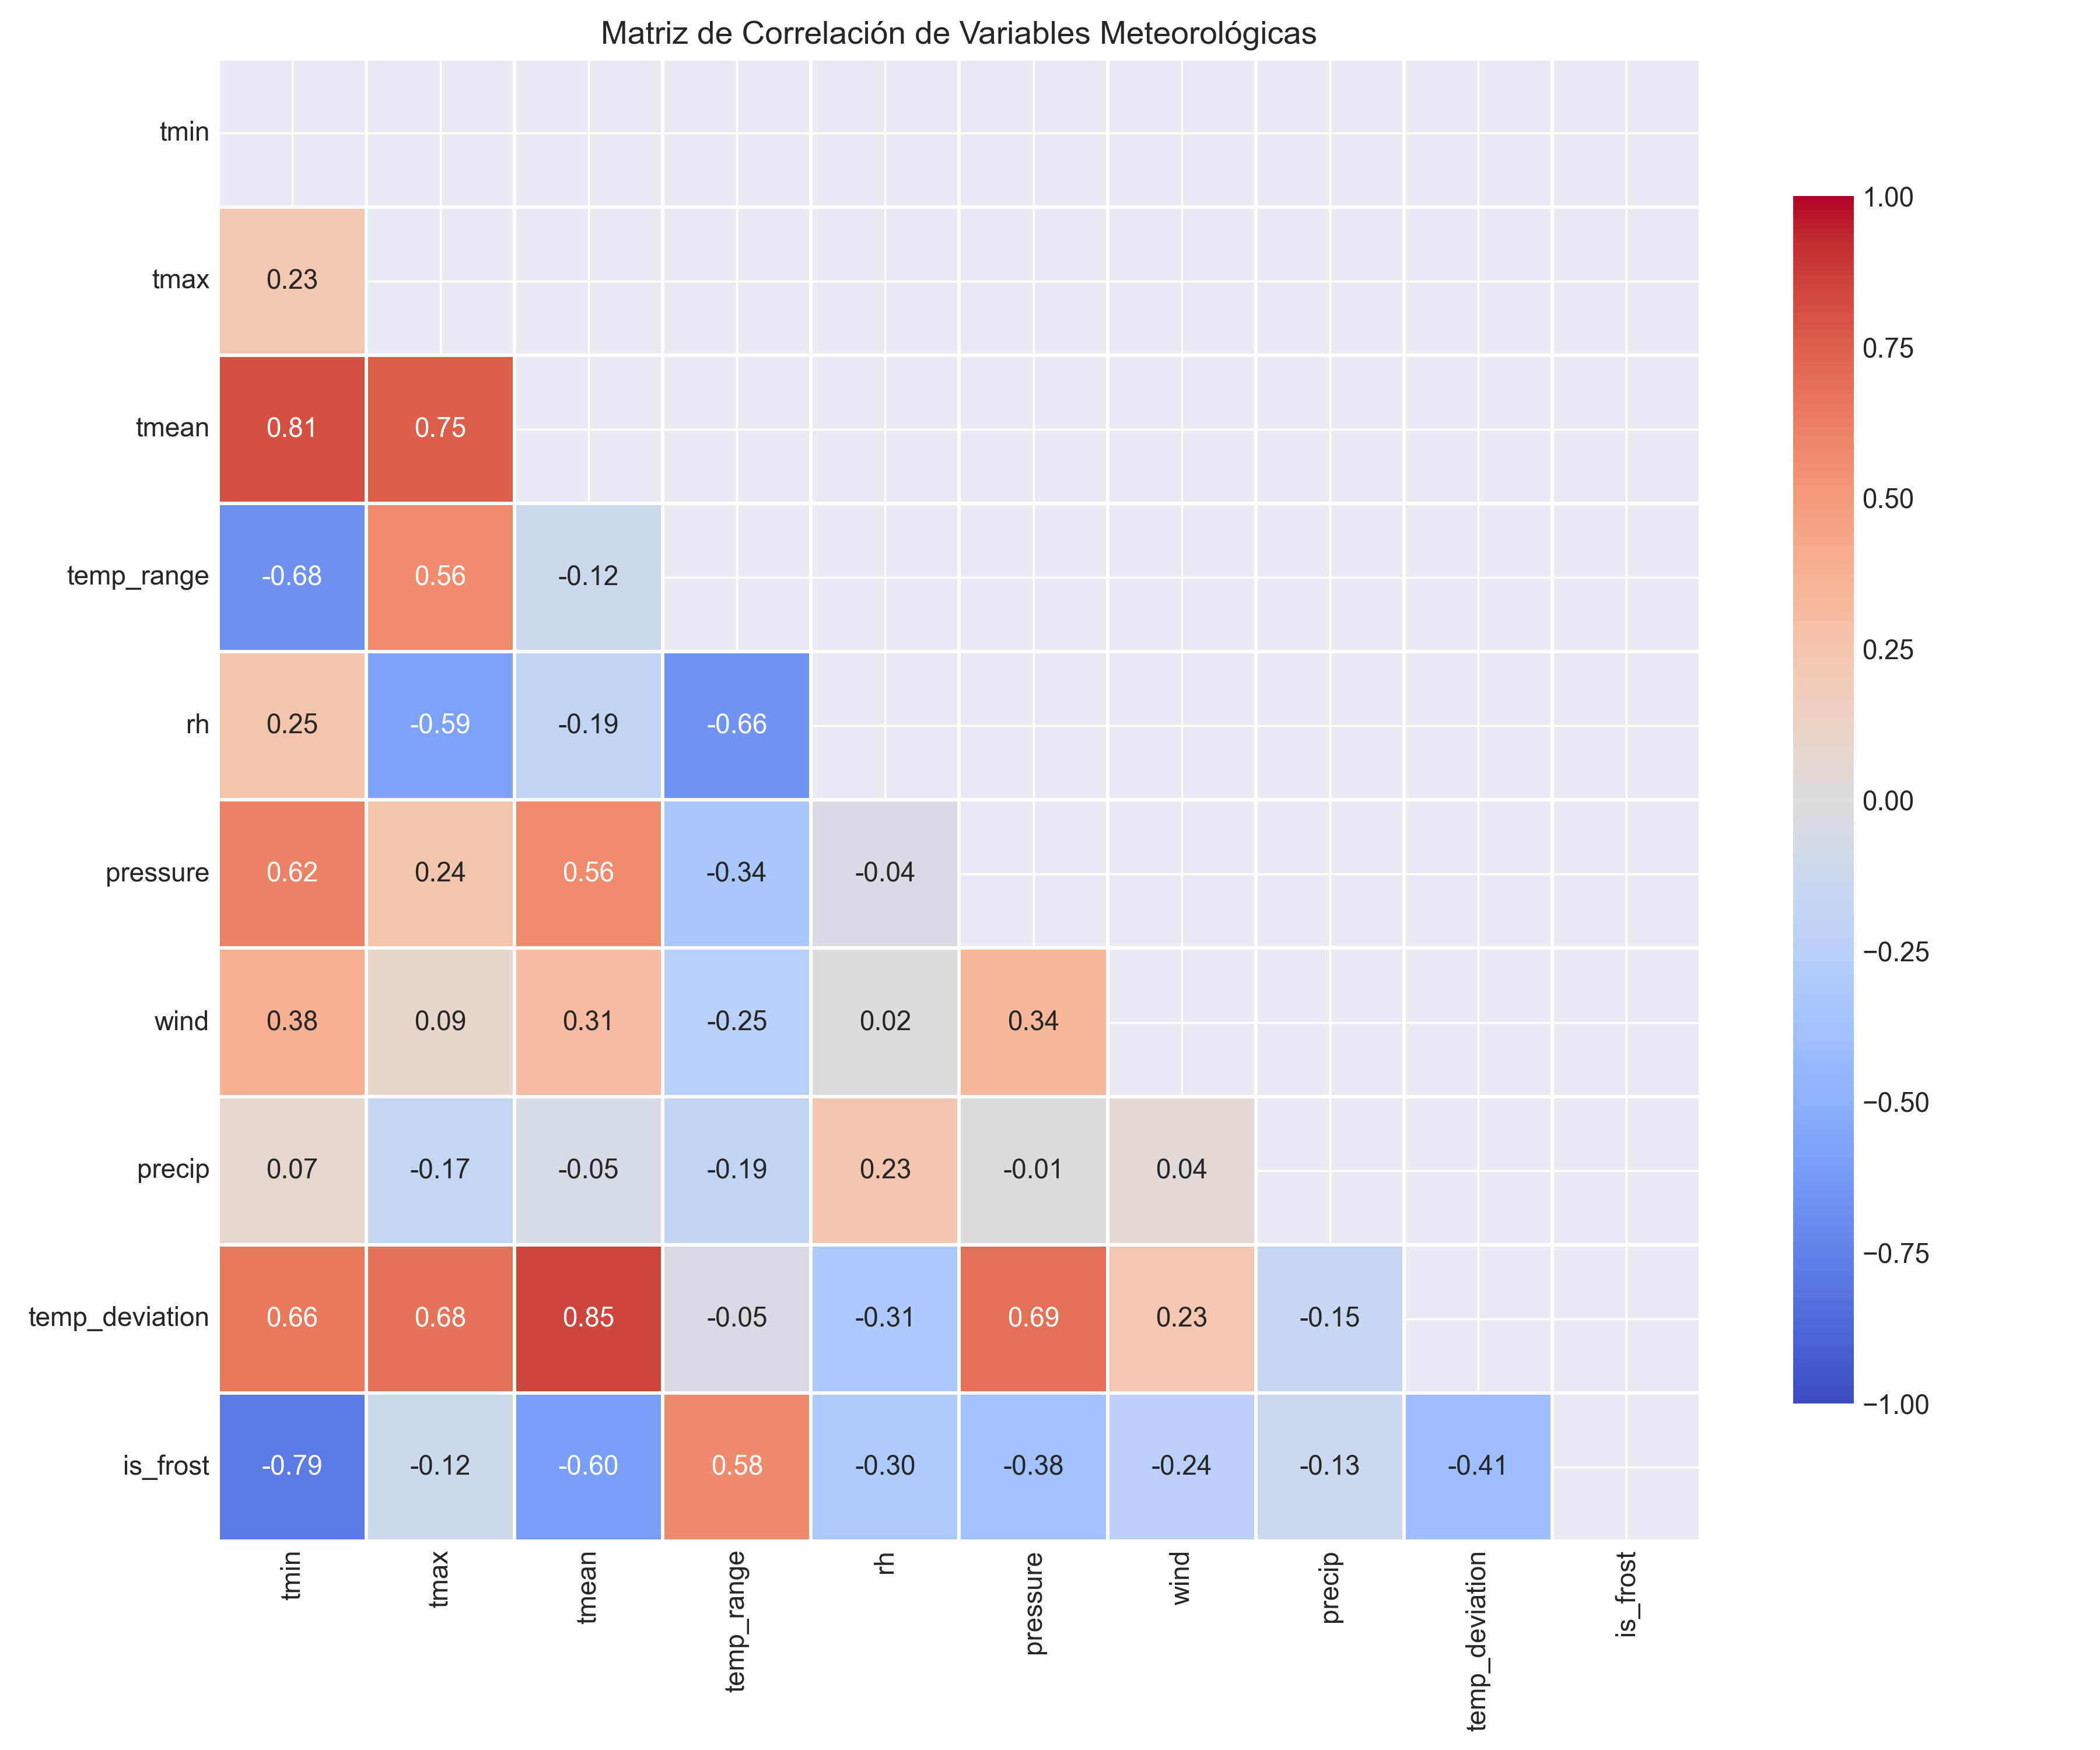 Matriz de Correlación de Variables Meteorológicas
tmin
tmax 0.23
tmean 0.81 0.75
temp_range -0.68 0.56 -0.12
rh 0.25 -0.59 -0.19 -0.66
pressure 0.62 0.24 0.56 -0.34 -0.04
wind 0.38 0.09 0.31 -0.25 0.02 0.34
precip 0.07 -0.17 -0.05 -0.19 0.23 -0.01 0.04
temp_deviation 0.66 0.68 0.85 -0.05 -0.31 0.69 0.23 -0.15
is_frost -0.79 -0.12 -0.60 0.58 -0.30 -0.38 -0.24 -0.13 -0.41
tmin tmax tmean temp_range rh pressure wind precip temp_deviation is_frost
1.00
0.75
0.50
0.25
0.00
−0.25
−0.50
−0.75
−1.00